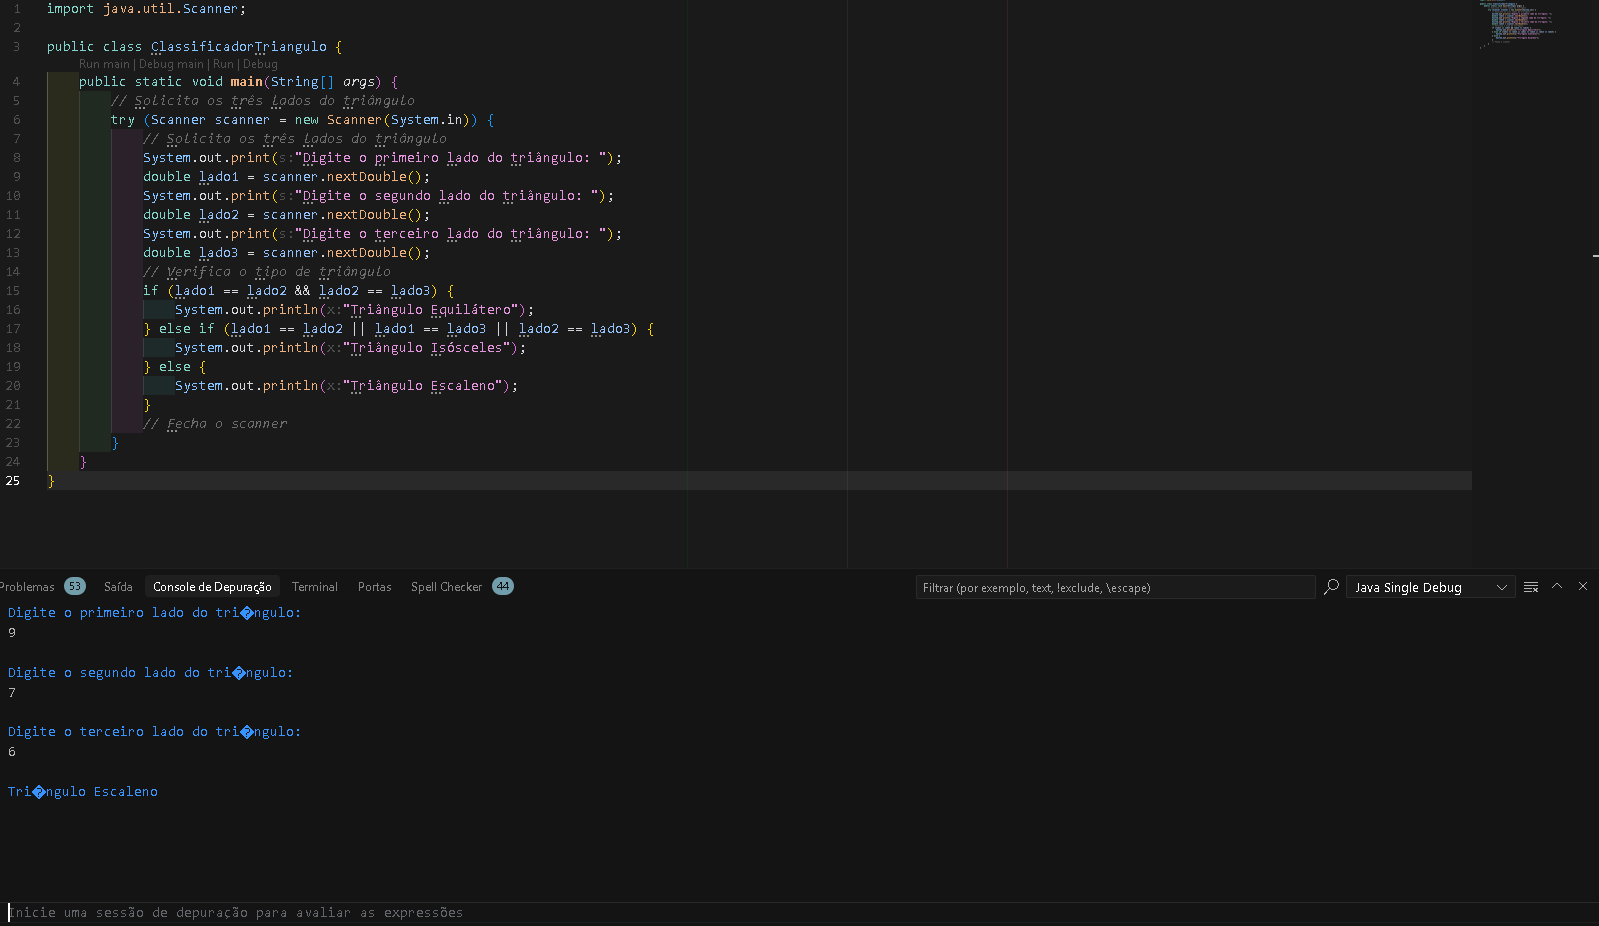 1 import java.util.Scanner;
2
3 public class ClassificadorTriangulo {
Run main | Debug main | Run | Debug
4 public static void main(String[] args) {
5 // Solicita os três lados do triângulo
6 try (Scanner scanner = new Scanner(System.in)) {
7 // Solicita os três lados do triângulo
8 System.out.print(s:"Digite o primeiro lado do triângulo: ");
9 double lado1 = scanner.nextDouble();
10 System.out.print(s:"Digite o segundo lado do triângulo: ");
11 double lado2 = scanner.nextDouble();
12 System.out.print(s:"Digite o terceiro lado do triângulo: ");
13 double lado3 = scanner.nextDouble();
14 // Verifica o tipo de triângulo
15 if (lado1 == lado2 && lado2 == lado3) {
16 System.out.println(x:"Triângulo Equilátero");
17 } else if (lado1 == lado2 || lado1 == lado3 || lado2 == lado3) {
18 System.out.println(x:"Triângulo Isósceles");
19 } else {
20 System.out.println(x:"Triângulo Escaleno");
21 }
22 // Fecha o scanner
23 }
24 }
25 }
Problemas 53 Saída Console de Depuração Terminal Portas Spell Checker 44 Filtrar (por exemplo, text, !exclude, \escape) Java Single Debug
Digite o primeiro lado do tri�ngulo:
9
Digite o segundo lado do tri�ngulo:
7
Digite o terceiro lado do tri�ngulo:
6
Tri�ngulo Escaleno
Inicie uma sessão de depuração para avaliar as expressões